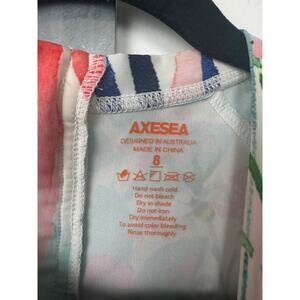 AXESEA
DESIGNED IN AUSTRALIA
MADE IN CHINA
8
Hand wash cold
Do not bleach
Dry in shade
Do not iron
Dry immediately
To avoid color bleeding
Rinse thoroughly